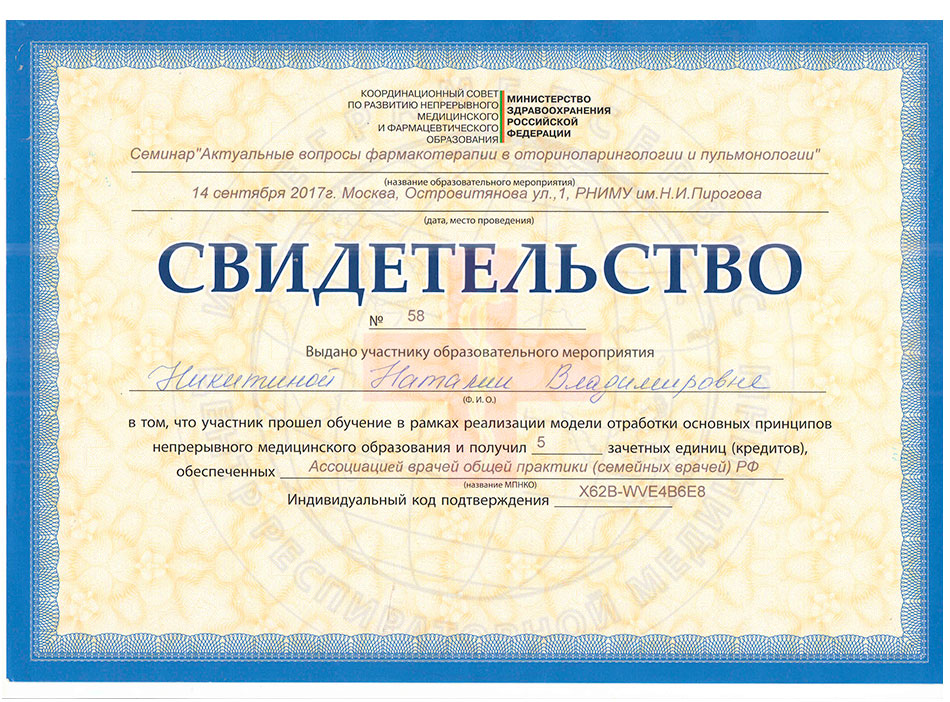 КООРДИНАЦИОННЫЙ СОВЕТ
ПО РАЗВИТИЮ НЕПРЕРЫВНОГО
МЕДИЦИНСКОГО
И ФАРМАЦЕВТИЧЕСКОГО
ОБРАЗОВАНИЯ
МИНИСТЕРСТВО
ЗДРАВООХРАНЕНИЯ
РОССИЙСКОЙ
ФЕДЕРАЦИИ
Семинар"Актуальные вопросы фармакотерапии в оториноларингологии и пульмонологии"
(название образовательного мероприятия)
14 сентября 2017г. Москва, Островитянова ул.,1, РНИМУ им.Н.И.Пирогова
(дата, место проведения)
СВИДЕТЕЛЬСТВО
№ 58
Выдано участнику образовательного мероприятия
Никитиной Наталии Владимировне
(Ф. И. О.)
в том, что участник прошел обучение в рамках реализации модели отработки основных принципов
непрерывного медицинского образования и получил 5 зачетных единиц (кредитов),
обеспеченных Ассоциацией врачей общей практики (семейных врачей) РФ
(название МПНКО)
Индивидуальный код подтверждения X62B-WVE4B6E8
РЕСПИРАТОРНОЙ